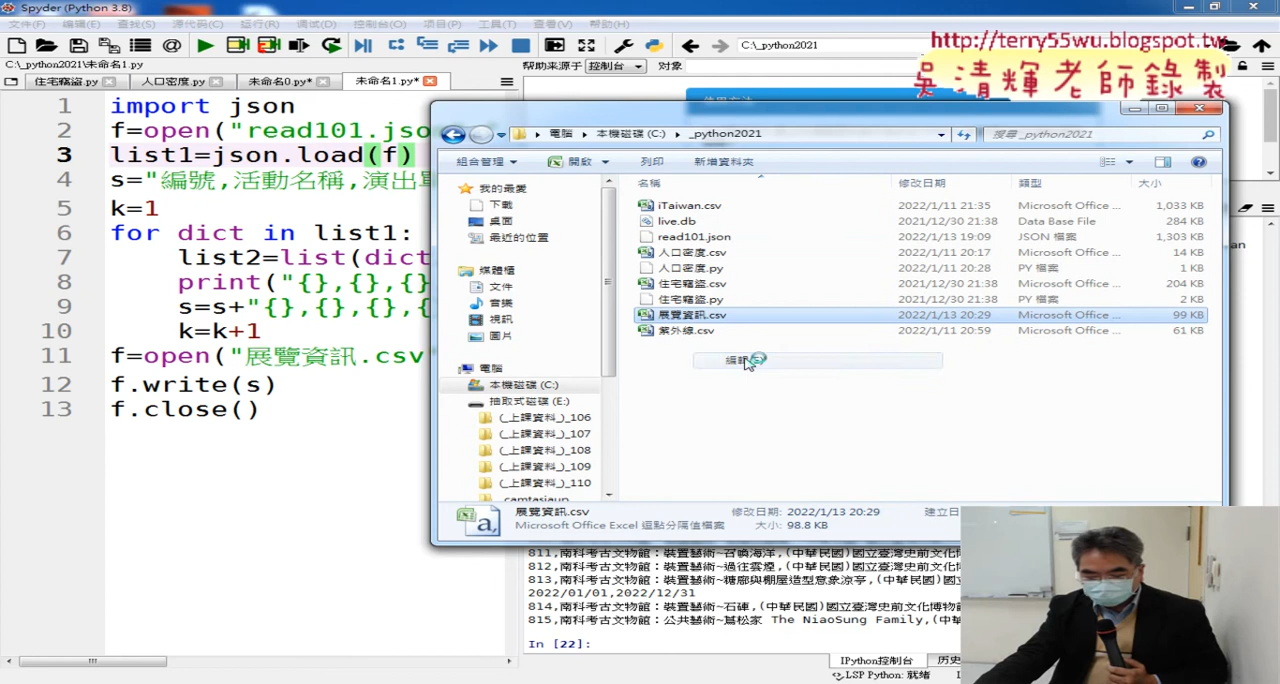 Spyder (Python 3.8)
文件(F) 编辑(E) 查找(S) 源代码(C) 运行(R) 调试(D) 控制台(O) 项目(P) 工具(T) 查看(V) 帮助(H)
C:\_python2021
http://terry55wu.blogspot.tw
吳清輝老師錄製
C:\_python2021\未命名1.py
帮助来源于 控制台 对象
住宅竊盜.py 人口密度.py 未命名0.py* 未命名1.py*
使用方法
1 import json
2 f=open("read101.jso
3 list1=json.load(f)
4 s="編號,活動名稱,演出單
5 k=1
6 for dict in list1:
7 list2=list(dict
8 print("{},{},{}
9 s=s+"{},{},{},
10 k=k+1
11 f=open("展覽資訊.csv"
12 f.write(s)
13 f.close()
電腦 本機磁碟 (C:) _python2021
搜尋 _python2021
組合管理 開啟 列印 新增資料夾
我的最愛
下載
桌面
最近的位置
媒體櫃
文件
音樂
視訊
圖片
電腦
本機磁碟 (C:)
抽取式磁碟 (E:)
(_上課資料_)_106
(_上課資料_)_107
(_上課資料_)_108
(_上課資料_)_109
(_上課資料_)_110
_camtasiaup
名稱 修改日期 類型 大小
iTaiwan.csv 2022/1/11 21:35 Microsoft Office ... 1,033 KB
live.db 2021/12/30 21:38 Data Base File 284 KB
read101.json 2022/1/13 19:09 JSON 檔案 1,303 KB
人口密度.csv 2022/1/11 20:17 Microsoft Office ... 14 KB
人口密度.py 2022/1/11 20:28 PY 檔案 1 KB
住宅竊盜.csv 2021/12/30 21:38 Microsoft Office ... 204 KB
住宅竊盜.py 2021/12/30 21:38 PY 檔案 2 KB
展覽資訊.csv 2022/1/13 20:29 Microsoft Office ... 99 KB
紫外線.csv 2022/1/11 20:59 Microsoft Office ... 61 KB
展覽資訊.csv 修改日期: 2022/1/13 20:29 建立日
Microsoft Office Excel 逗點分隔值檔案 大小: 98.8 KB
811,南科考古文物館：裝置藝術~召喚海洋,(中華民國)國立臺灣史前文化博
812,南科考古文物館：裝置藝術~過往雲煙,(中華民國)國立臺灣史前文化博
813,南科考古文物館：裝置藝術~糖廍與棚屋造型意象涼亭,(中華民國)國立
2022/01/01,2022/12/31
814,南科考古文物館：裝置藝術~石硨,(中華民國)國立臺灣史前文化博物館
815,南科考古文物館：公共藝術~蔦松家 The NiaoSung Family,(中華
In [22]:
IPython控制台 历史
LSP Python: 就绪